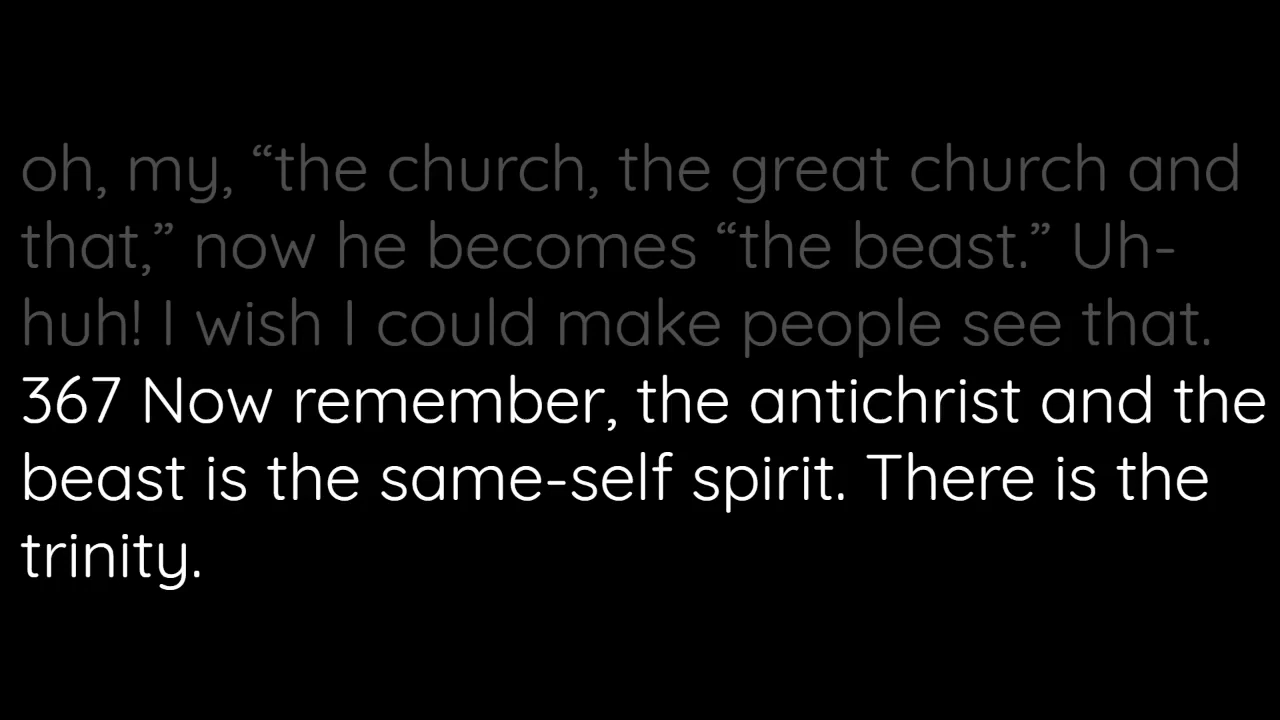 oh, my, “the church, the great church and
that,” now he becomes “the beast.” Uh-
huh! I wish I could make people see that.
367 Now remember, the antichrist and the
beast is the same-self spirit. There is the
trinity.